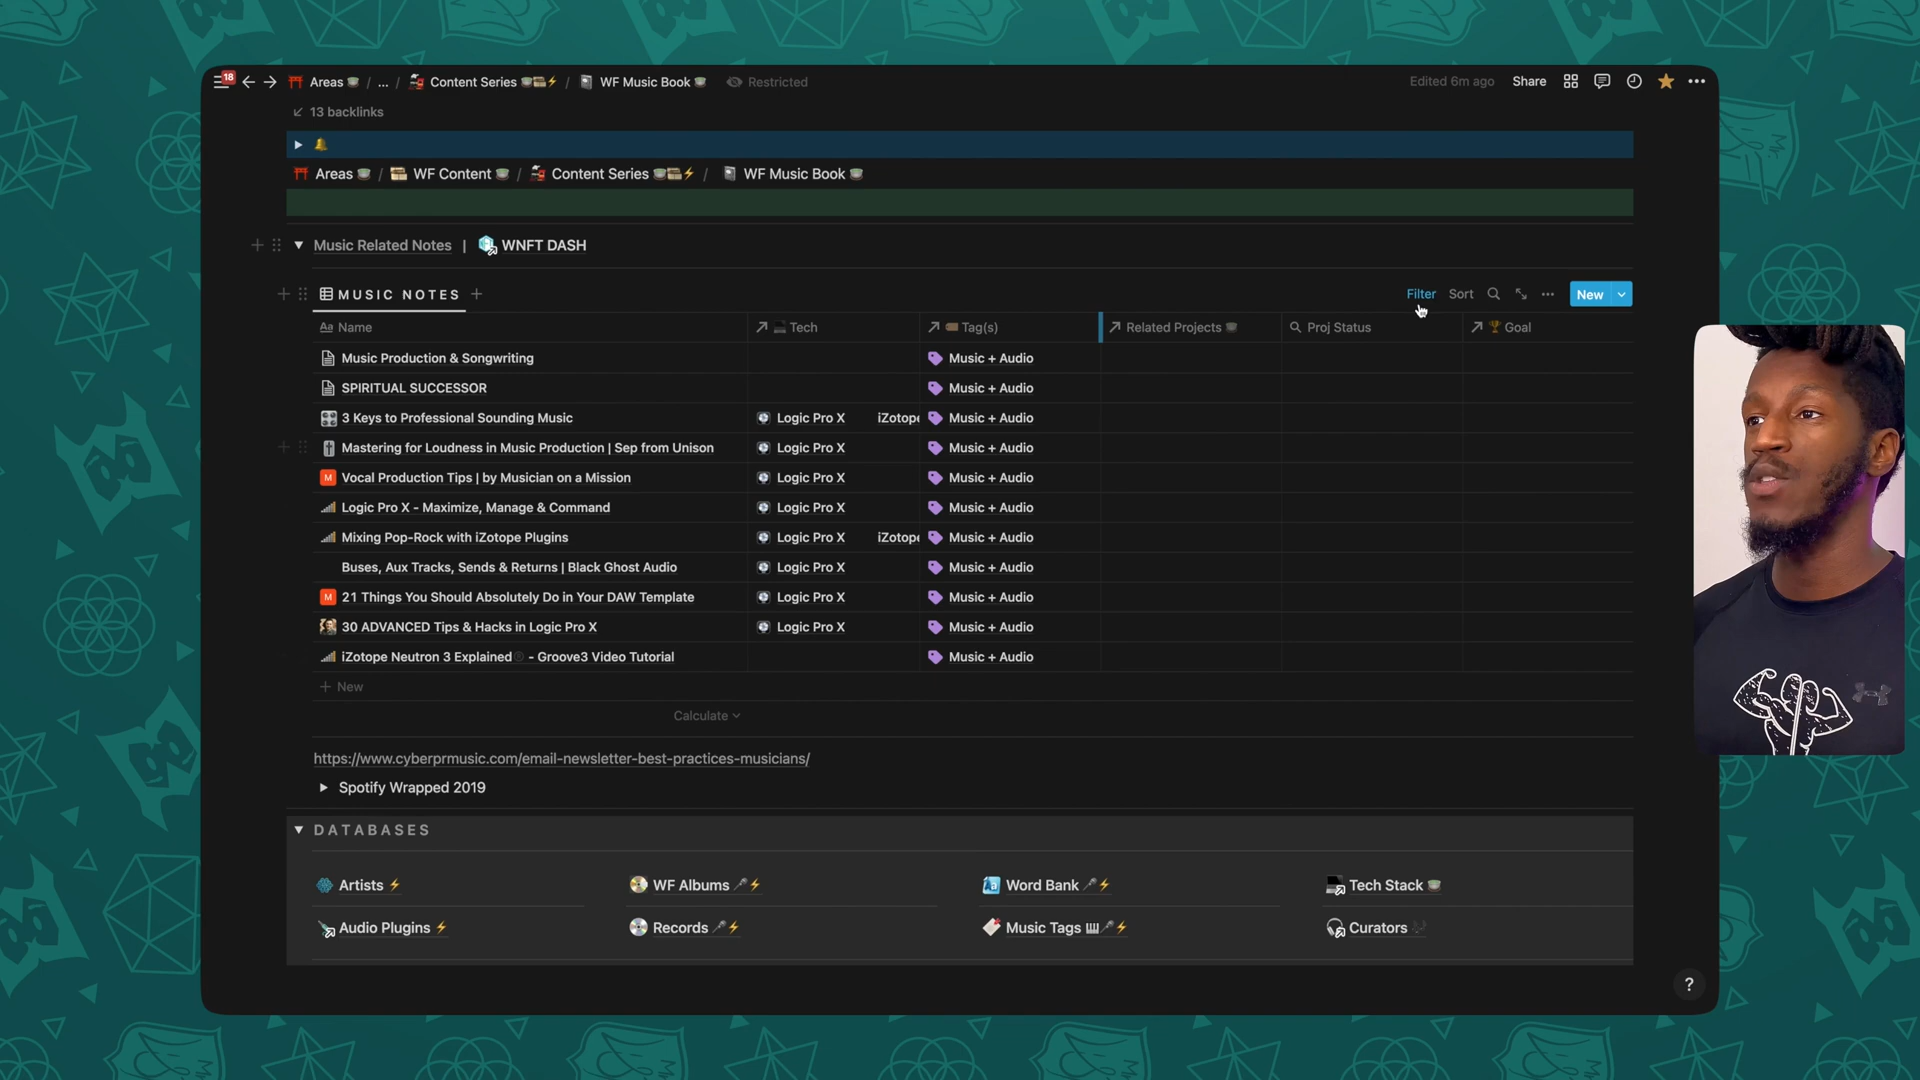 18 Areas / ... / Content Series / WF Music Book Restricted Edited 6m ago Share
13 backlinks
Areas / WF Content / Content Series / WF Music Book
Music Related Notes | WNFT DASH
MUSIC NOTES Filter Sort New
Aa Name Tech Tag(s) Related Projects Proj Status Goal
Music Production & Songwriting Music + Audio
SPIRITUAL SUCCESSOR Music + Audio
3 Keys to Professional Sounding Music Logic Pro X iZotope Music + Audio
Mastering for Loudness in Music Production | Sep from Unison Logic Pro X Music + Audio
M Vocal Production Tips | by Musician on a Mission Logic Pro X Music + Audio
Logic Pro X - Maximize, Manage & Command Logic Pro X Music + Audio
Mixing Pop-Rock with iZotope Plugins Logic Pro X iZotope Music + Audio
Buses, Aux Tracks, Sends & Returns | Black Ghost Audio Logic Pro X Music + Audio
M 21 Things You Should Absolutely Do in Your DAW Template Logic Pro X Music + Audio
30 ADVANCED Tips & Hacks in Logic Pro X Logic Pro X Music + Audio
iZotope Neutron 3 Explained - Groove3 Video Tutorial Music + Audio
+ New
Calculate
https://www.cyberprmusic.com/email-newsletter-best-practices-musicians/
Spotify Wrapped 2019
DATABASES
Artists WF Albums Word Bank Tech Stack
Audio Plugins Records Music Tags Curators
?